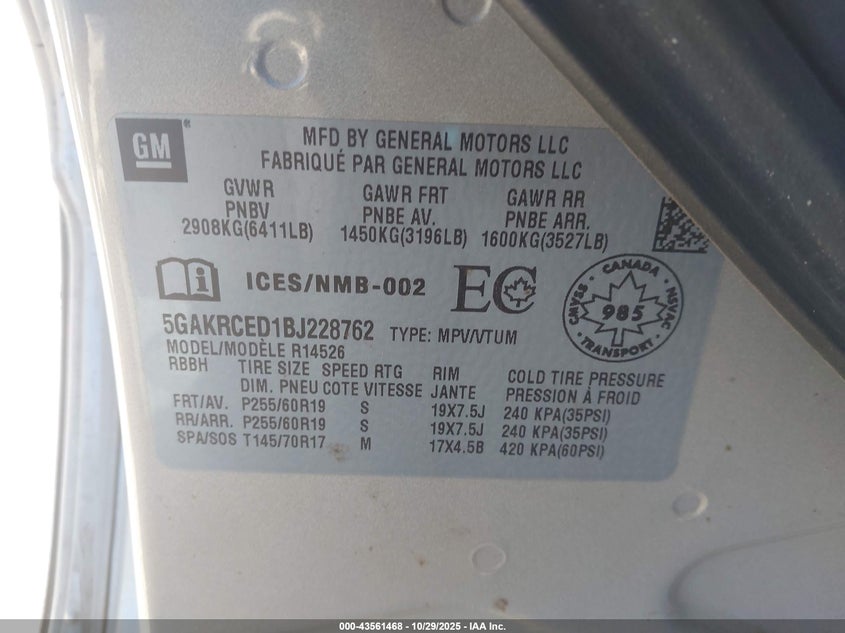 GM
MFD BY GENERAL MOTORS LLC
FABRIQUÉ PAR GENERAL MOTORS LLC
GVWR GAWR FRT GAWR RR
PNBV PNBE AV. PNBE ARR.
2908KG(6411LB) 1450KG(3196LB) 1600KG(3527LB)
i ICES/NMB-002 EC
CANADA
CMVSS 985 NSVAC
TRANSPORT
5GAKRCED1BJ228762 TYPE: MPV/VTUM
MODEL/MODÈLE R14526
RBBH TIRE SIZE SPEED RTG RIM COLD TIRE PRESSURE
DIM. PNEU COTE VITESSE JANTE PRESSION À FROID
FRT/AV. P255/60R19 S 19X7.5J 240 KPA(35PSI)
RR/ARR. P255/60R19 S 19X7.5J 240 KPA(35PSI)
SPA/SOS T145/70R17 M 17X4.5B 420 KPA(60PSI)
000-43561468 - 10/29/2025 - IAA Inc.